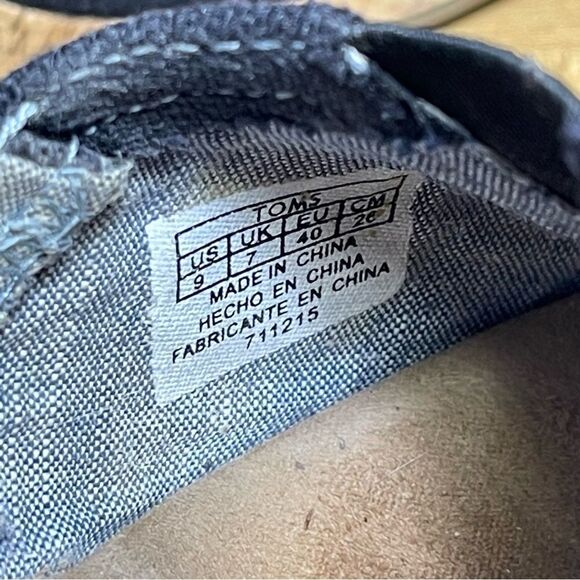 TOMS
US UK EU CM
9 7 40 26
MADE IN CHINA
HECHO EN CHINA
FABRICANTE EN CHINA
711215